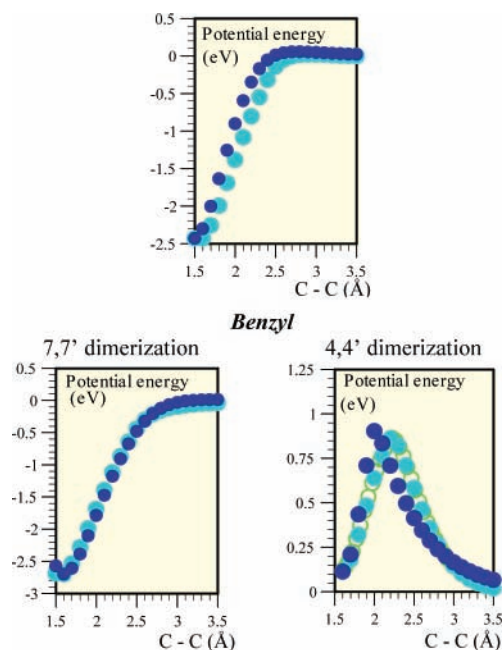 0.5
0
-0.5
-1
-1.5
-2
-2.5
Potential energy
(eV)
1.5 2 2.5 3 3.5
C - C (Å)
Benzyl
7,7' dimerization
0.5
0
-0.5
-1
-1.5
-2
-2.5
-3
Potential energy
(eV)
1.5 2 2.5 3 3.5
C - C (Å)
4,4' dimerization
1.25
1
0.75
0.5
0.25
0
Potential energy
(eV)
1.5 2 2.5 3 3.5
C - C (Å)